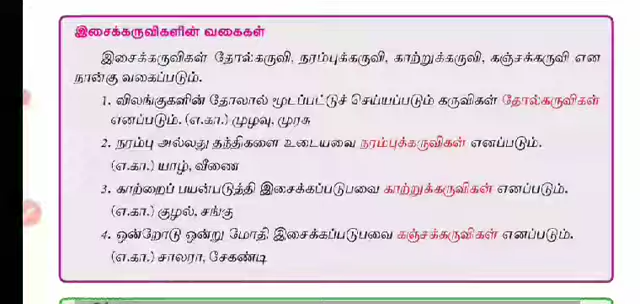 இசைக்கருவிகளின் வகைகள்
இசைக்கருவிகள் தோல்கருவி, நரம்புக்கருவி, காற்றுக்கருவி, கஞ்சக்கருவி என
நான்கு வகைப்படும்.
1. விலங்குகளின் தோலால் மூடப்பட்டுச் செய்யப்படும் கருவிகள் தோல்கருவிகள்
எனப்படும். (எ.கா.) முழவு, முரசு
2. நரம்பு அல்லது தந்திகளை உடையவை நரம்புக்கருவிகள் எனப்படும்.
(எ.கா.) யாழ், வீணை
3. காற்றைப் பயன்படுத்தி இசைக்கப்படுபவை காற்றுக்கருவிகள் எனப்படும்.
(எ.கா.) குழல், சங்கு
4. ஒன்றோடு ஒன்று மோதி இசைக்கப்படுபவை கஞ்சக்கருவிகள் எனப்படும்.
(எ.கா.) சாலரா, சேகண்டி